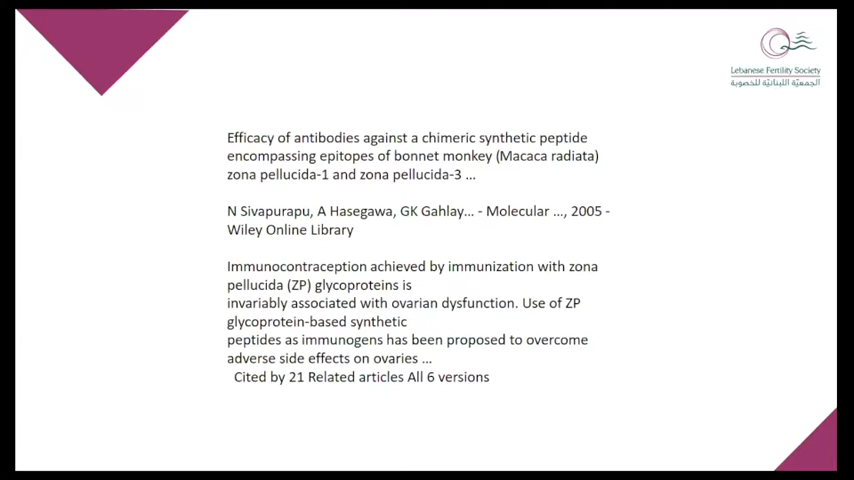 Lebanese Fertility Society
الجمعيّة اللبنانيّة للخصوبة
Efficacy of antibodies against a chimeric synthetic peptide
encompassing epitopes of bonnet monkey (Macaca radiata)
zona pellucida-1 and zona pellucida-3 ...
N Sivapurapu, A Hasegawa, GK Gahlay... - Molecular ..., 2005 -
Wiley Online Library
Immunocontraception achieved by immunization with zona
pellucida (ZP) glycoproteins is
invariably associated with ovarian dysfunction. Use of ZP
glycoprotein-based synthetic
peptides as immunogens has been proposed to overcome
adverse side effects on ovaries ...
Cited by 21 Related articles All 6 versions